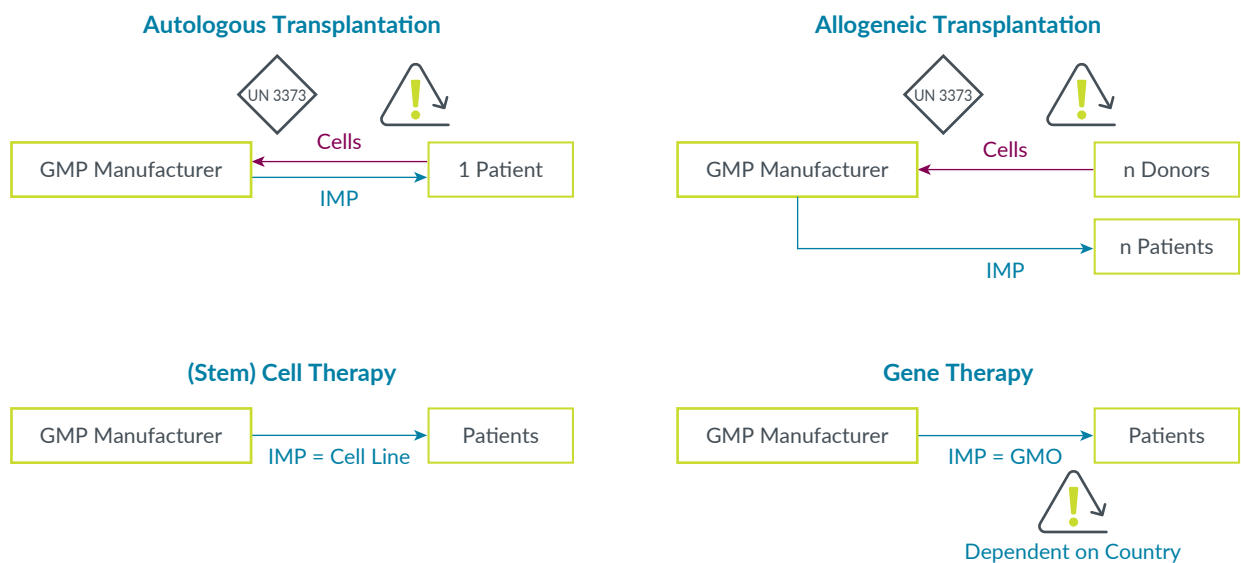 Autologous Transplantation
UN 3373
Cells
GMP Manufacturer
1 Patient
IMP
Allogeneic Transplantation
UN 3373
Cells
GMP Manufacturer
n Donors
n Patients
IMP
(Stem) Cell Therapy
GMP Manufacturer
Patients
IMP = Cell Line
Gene Therapy
GMP Manufacturer
Patients
IMP = GMO
Dependent on Country